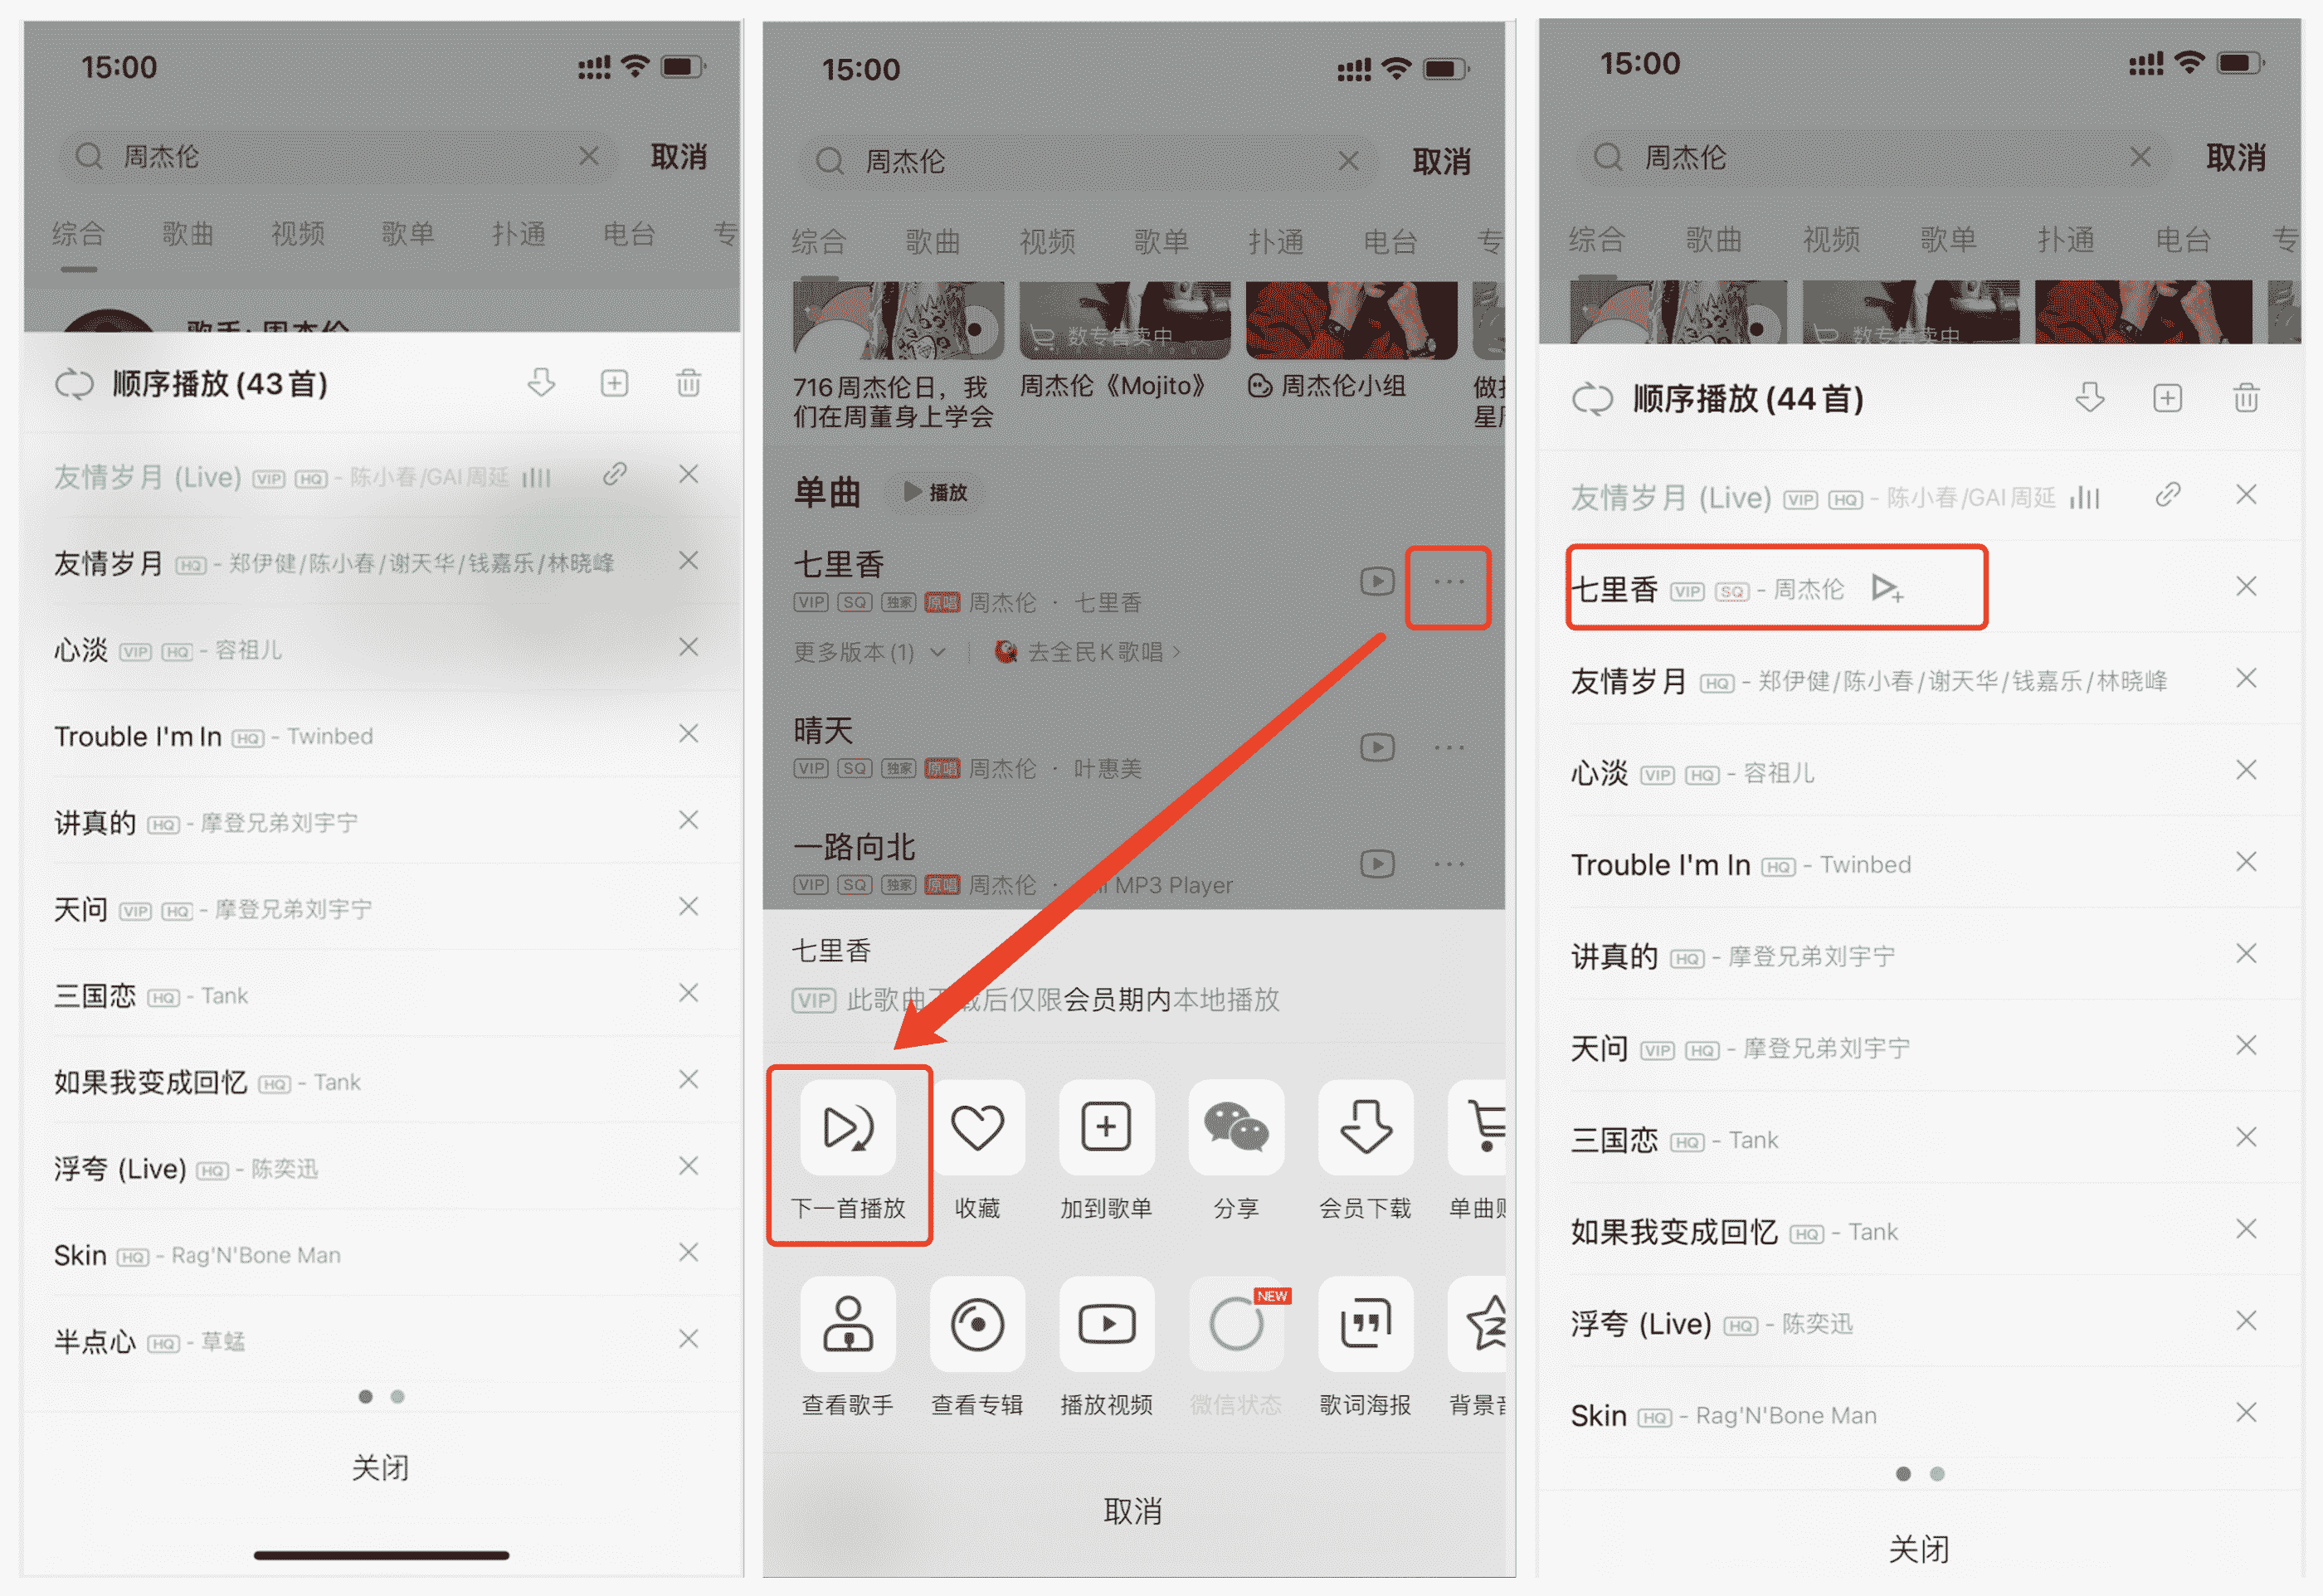 15:00
周杰伦
取消
综合 歌曲 视频 歌单 扑通 电台 专
歌手: 周杰伦
顺序播放 (43首)
友情岁月 (Live) VIP HQ - 陈小春/GAI周延
友情岁月 HQ - 郑伊健/陈小春/谢天华/钱嘉乐/林晓峰
心淡 VIP HQ - 容祖儿
Trouble I'm In HQ - Twinbed
讲真的 HQ - 摩登兄弟刘宇宁
天问 VIP HQ - 摩登兄弟刘宇宁
三国恋 HQ - Tank
如果我变成回忆 HQ - Tank
浮夸 (Live) HQ - 陈奕迅
Skin HQ - Rag'N'Bone Man
半点心 HQ - 草蜢
关闭
15:00
周杰伦
取消
综合 歌曲 视频 歌单 扑通 电台 专
数专售卖中
716周杰伦日，我
们在周董身上学会
周杰伦《Mojito》
周杰伦小组
单曲 播放
七里香
VIP SQ 独家 原唱 周杰伦 · 七里香
更多版本(1) 去全民K歌唱
晴天
VIP SQ 独家 原唱 周杰伦 · 叶惠美
一路向北
VIP SQ 独家 原唱 周杰伦 · MP3 Player
七里香
VIP 此歌曲下载后仅限会员期内本地播放
下一首播放 收藏 加到歌单 分享 会员下载 单曲
NEW
查看歌手 查看专辑 播放视频 微信状态 歌词海报 背景
取消
15:00
周杰伦
取消
综合 歌曲 视频 歌单 扑通 电台 专
数专售卖中
顺序播放 (44首)
友情岁月 (Live) VIP HQ - 陈小春/GAI周延
七里香 VIP SQ - 周杰伦
友情岁月 HQ - 郑伊健/陈小春/谢天华/钱嘉乐/林晓峰
心淡 VIP HQ - 容祖儿
Trouble I'm In HQ - Twinbed
讲真的 HQ - 摩登兄弟刘宇宁
天问 VIP HQ - 摩登兄弟刘宇宁
三国恋 HQ - Tank
如果我变成回忆 HQ - Tank
浮夸 (Live) HQ - 陈奕迅
Skin HQ - Rag'N'Bone Man
关闭